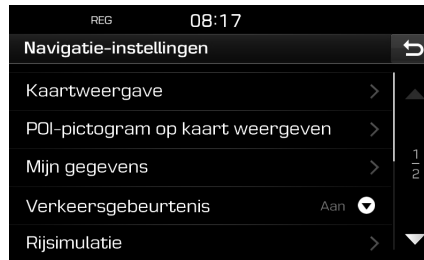 REG 08:17
Navigatie-instellingen
Kaartweergave
POI-pictogram op kaart weergeven
Mijn gegevens
1
2
Verkeersgebeurtenis Aan
Rijsimulatie